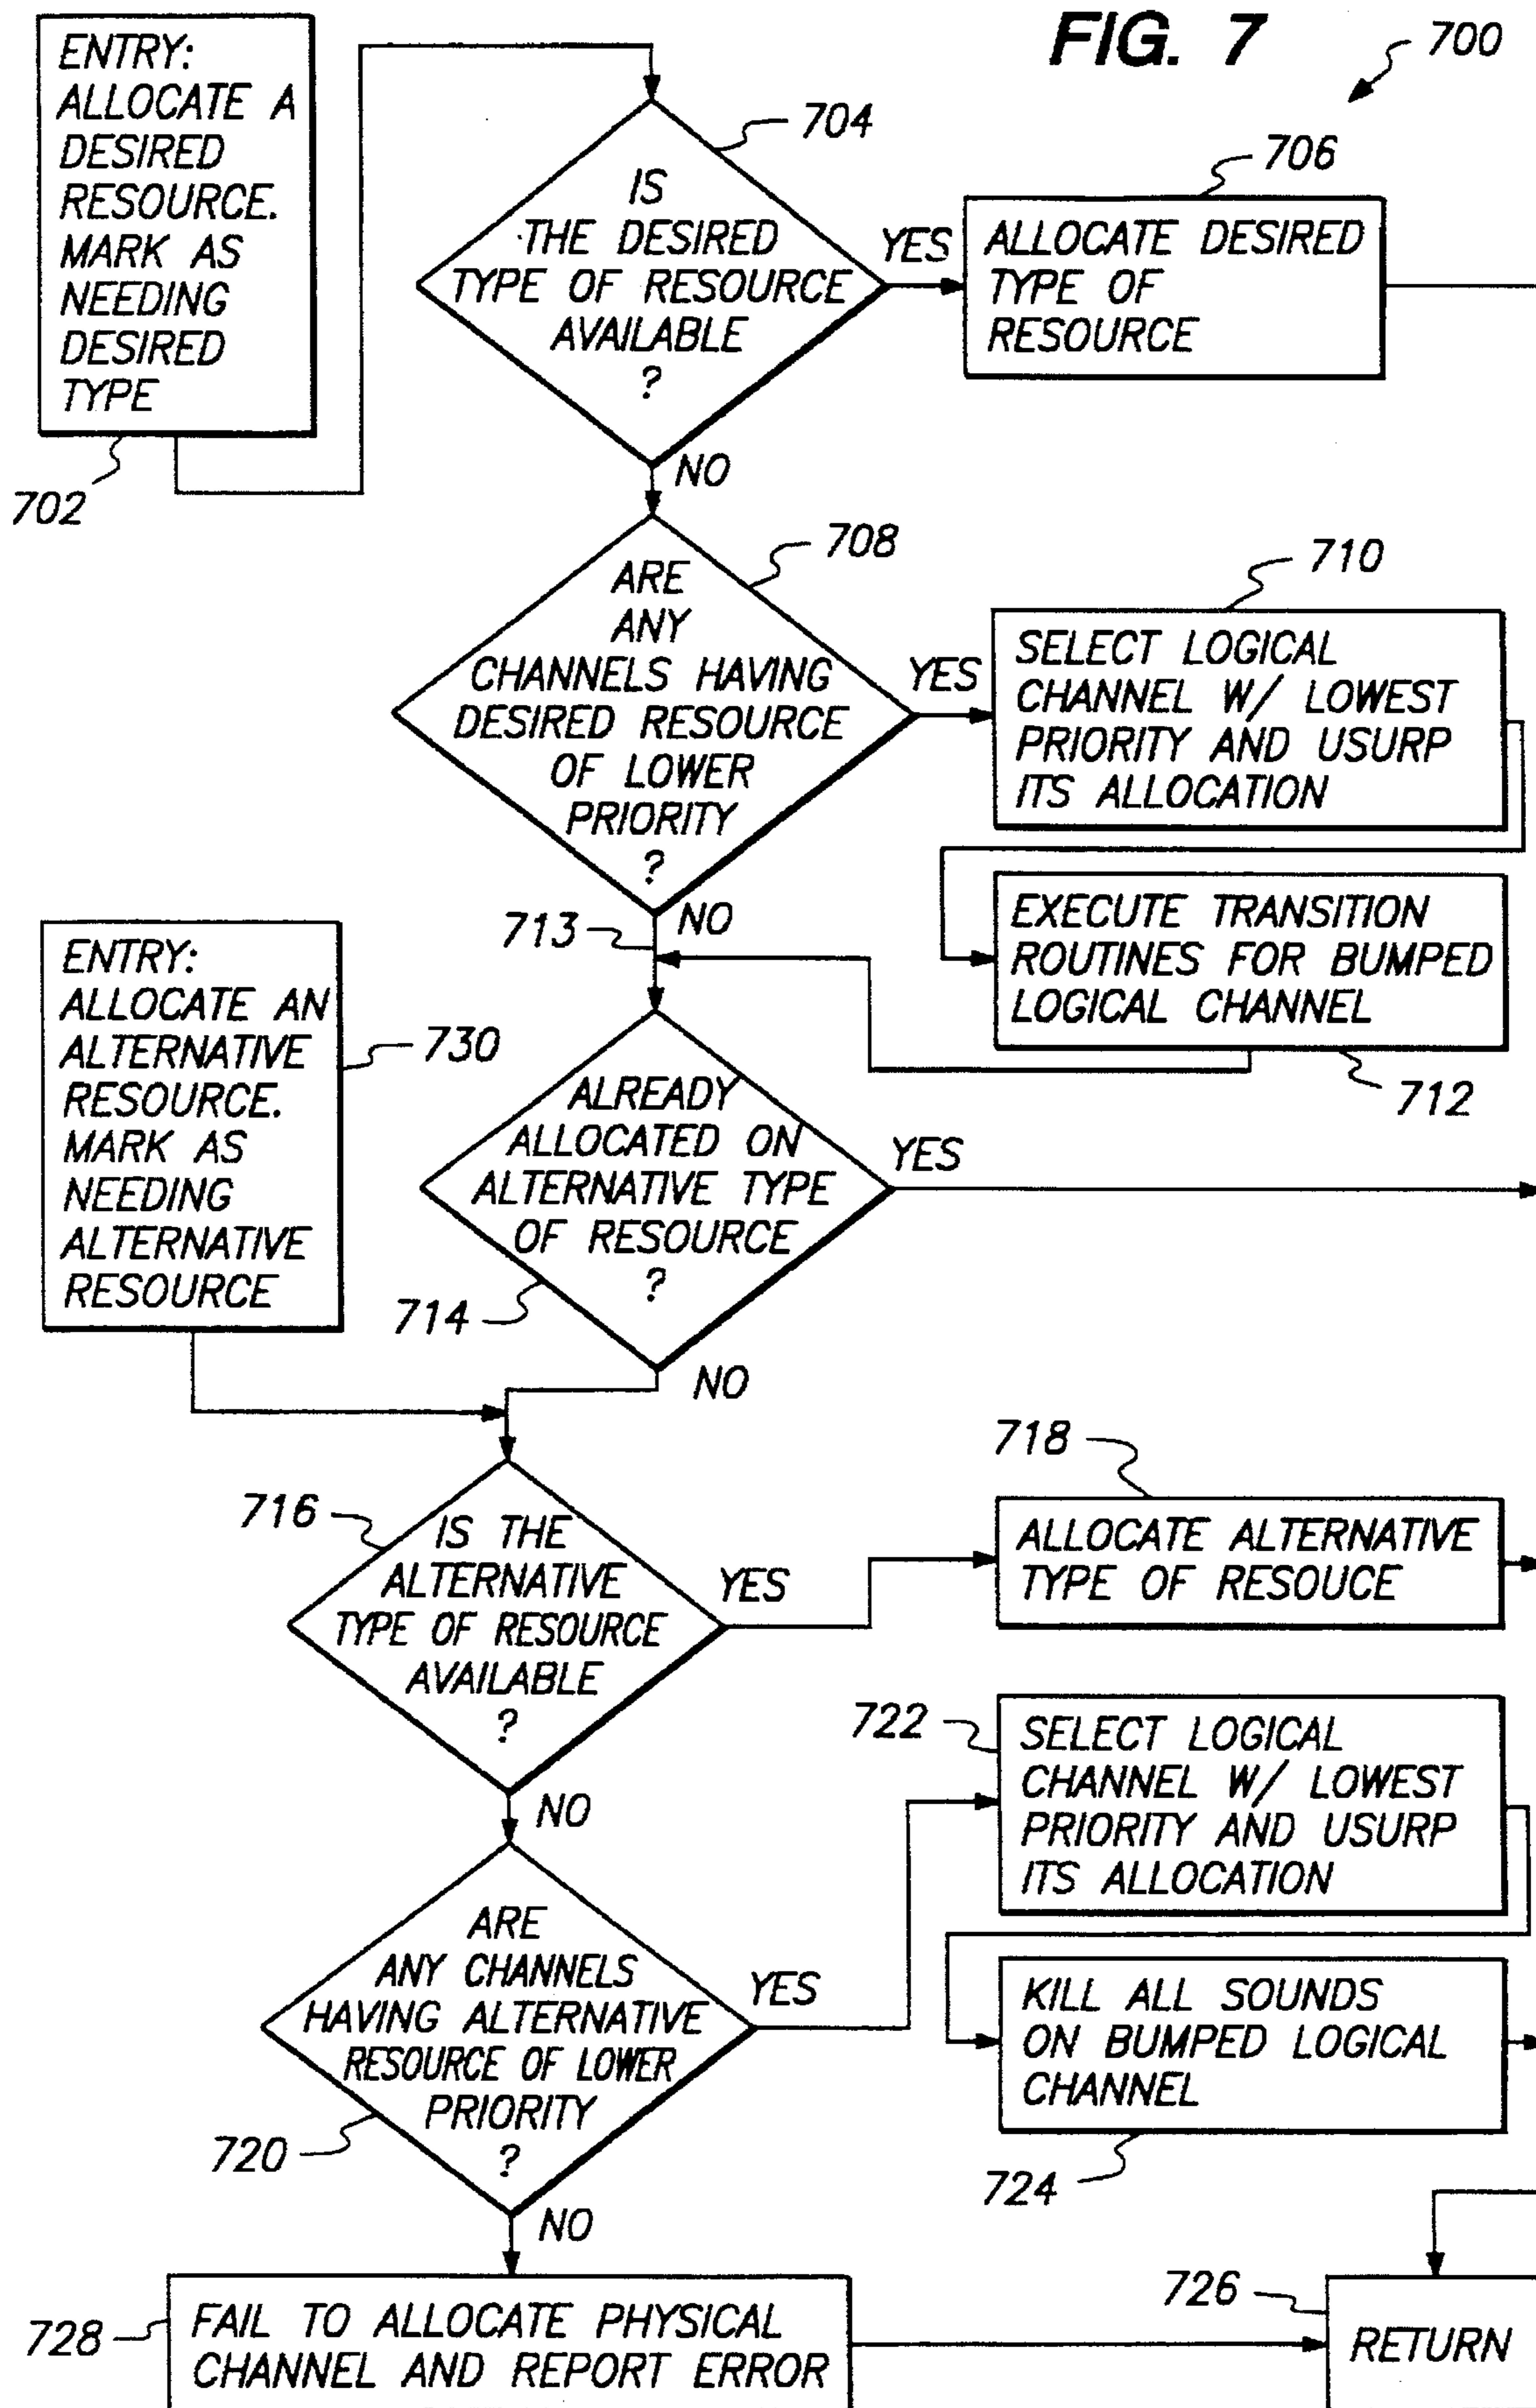 FIG. 7
700
ENTRY:
ALLOCATE A
DESIRED
RESOURCE.
MARK AS
NEEDING
DESIRED
TYPE
702
704
IS
THE DESIRED
TYPE OF RESOURCE
AVAILABLE
?
YES
706
ALLOCATE DESIRED
TYPE OF
RESOURCE
NO
708
ARE
ANY
CHANNELS HAVING
DESIRED RESOURCE
OF LOWER
PRIORITY
?
YES
710
SELECT LOGICAL
CHANNEL W/ LOWEST
PRIORITY AND USURP
ITS ALLOCATION
NO
713
EXECUTE TRANSITION
ROUTINES FOR BUMPED
LOGICAL CHANNEL
712
ENTRY:
ALLOCATE AN
ALTERNATIVE
RESOURCE.
MARK AS
NEEDING
ALTERNATIVE
RESOURCE
730
ALREADY
ALLOCATED ON
ALTERNATIVE TYPE
OF RESOURCE
?
YES
714
NO
716
IS THE
ALTERNATIVE
TYPE OF RESOURCE
AVAILABLE
?
YES
718
ALLOCATE ALTERNATIVE
TYPE OF RESOUCE
NO
ARE
ANY CHANNELS
HAVING ALTERNATIVE
RESOURCE OF LOWER
PRIORITY
?
YES
720
722
SELECT LOGICAL
CHANNEL W/ LOWEST
PRIORITY AND USURP
ITS ALLOCATION
KILL ALL SOUNDS
ON BUMPED LOGICAL
CHANNEL
724
NO
728
FAIL TO ALLOCATE PHYSICAL
CHANNEL AND REPORT ERROR
726
RETURN